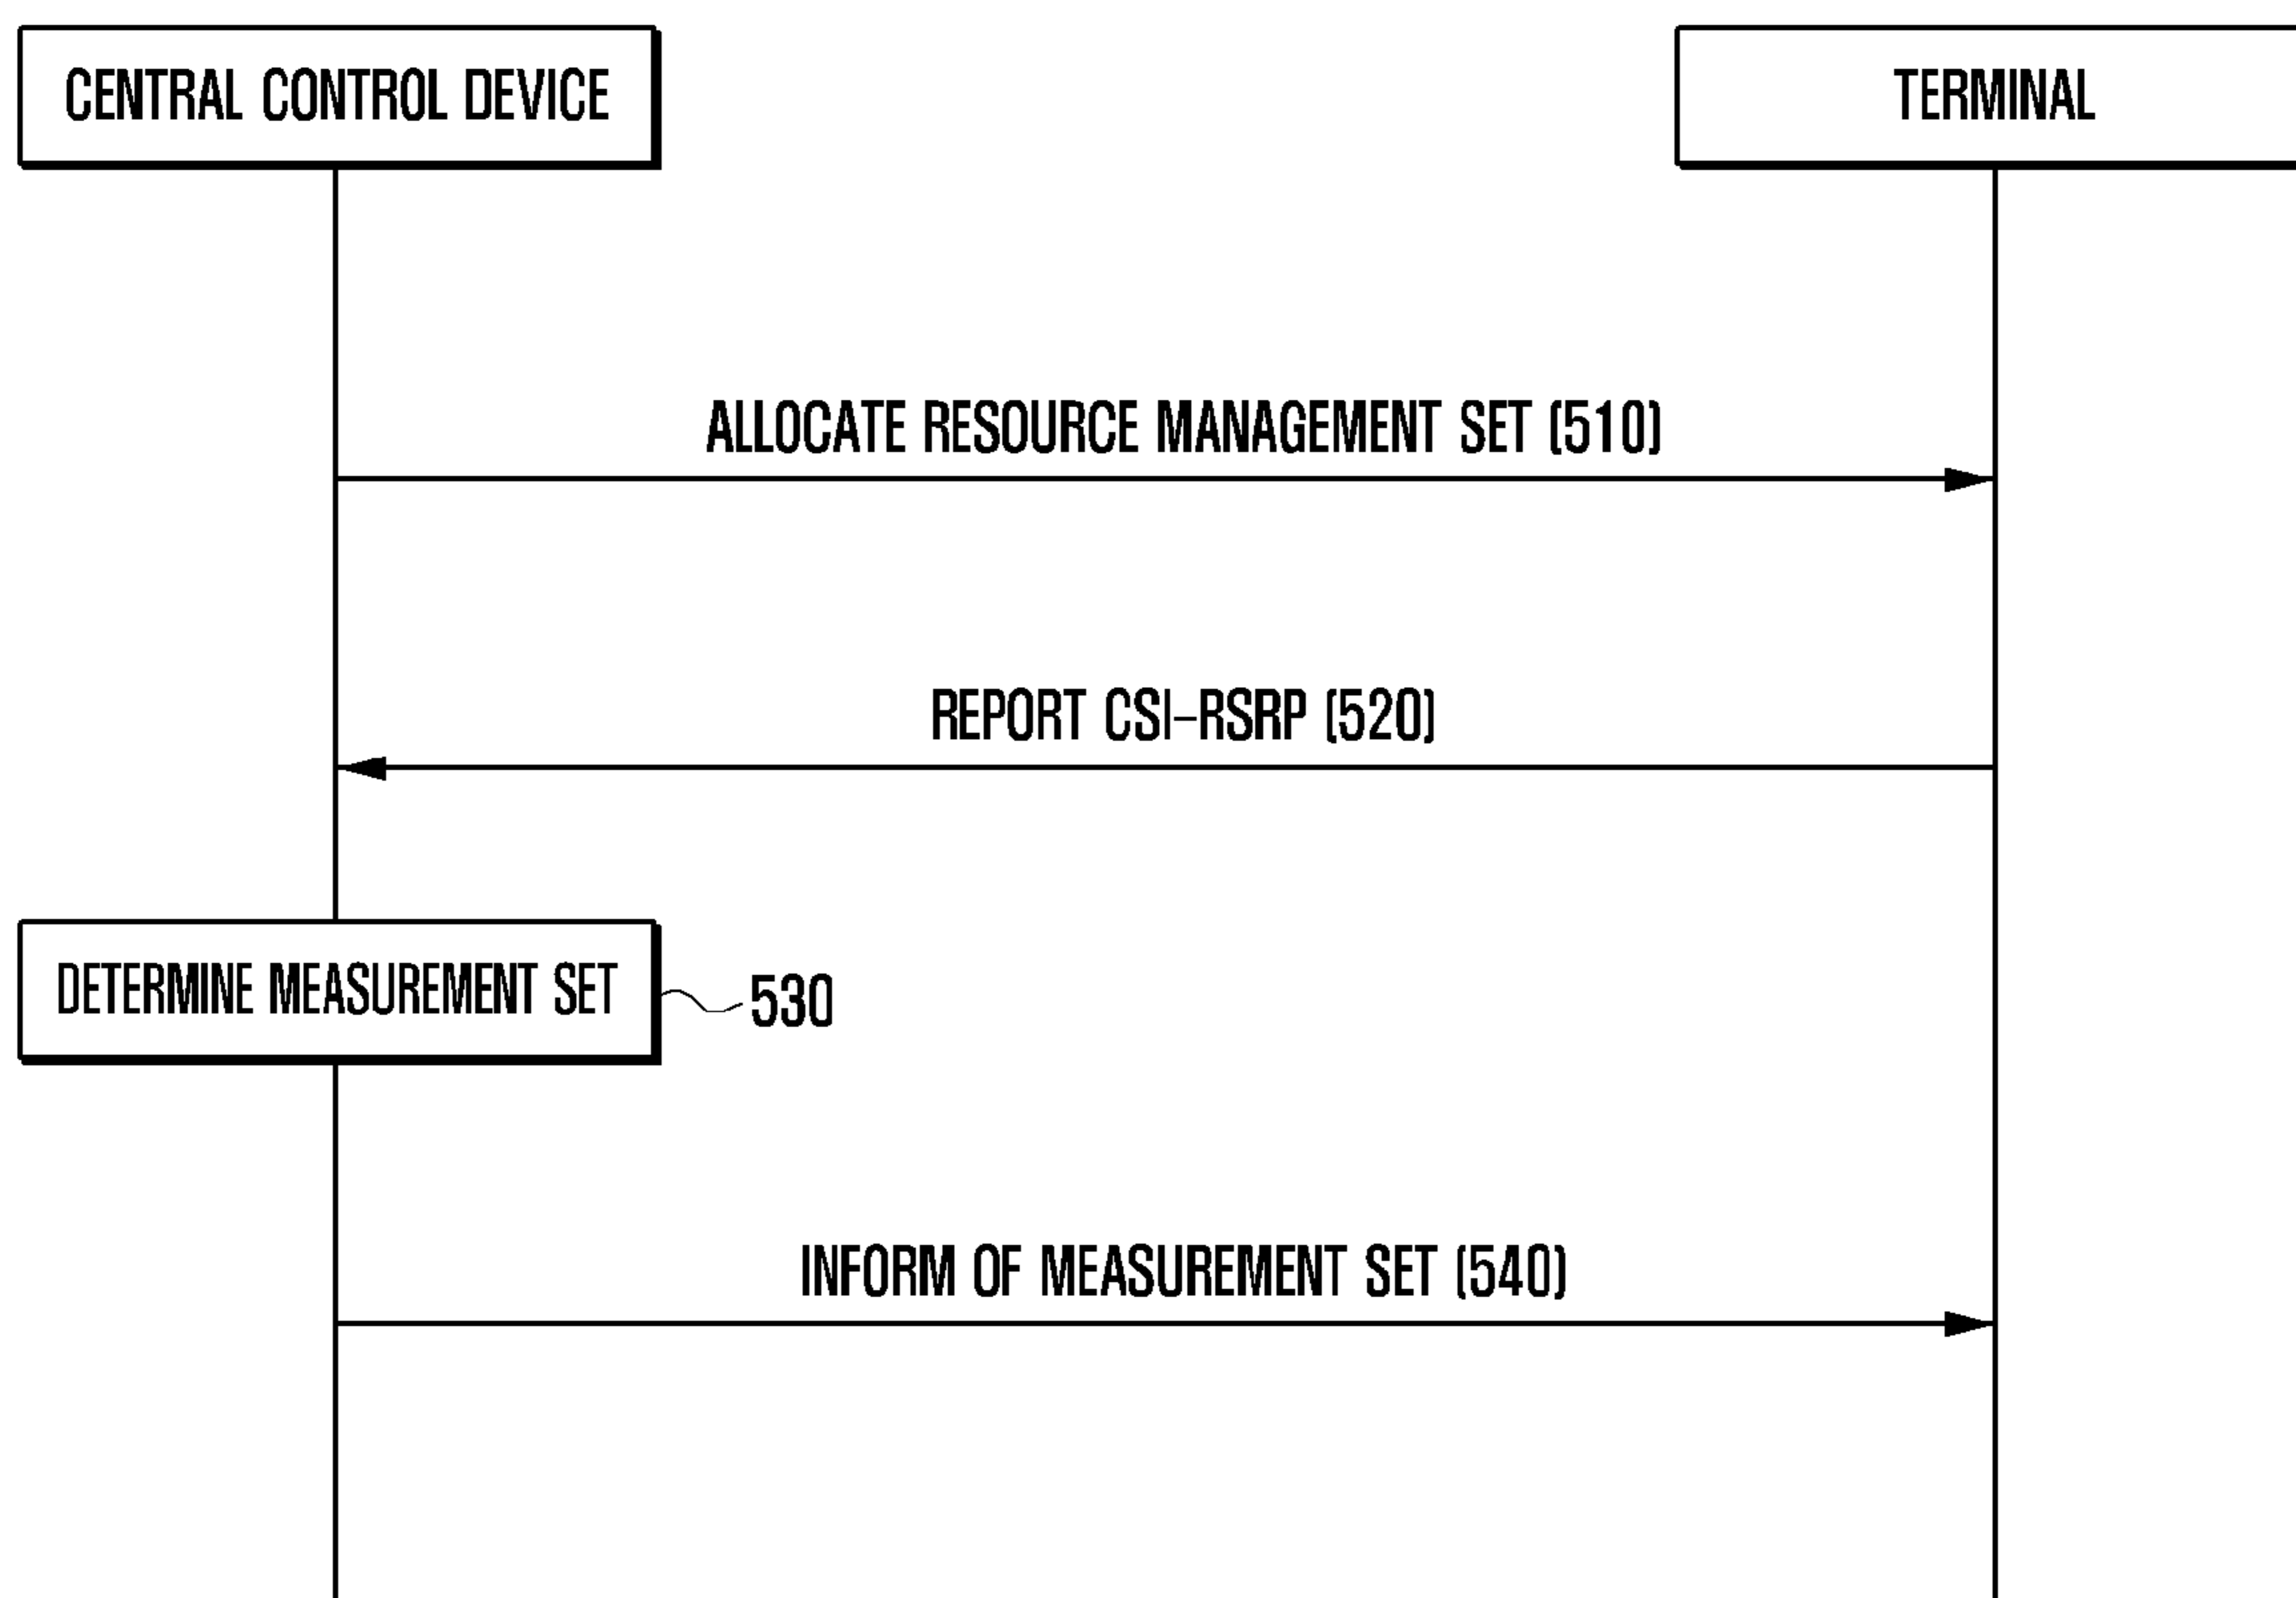 CENTRAL CONTROL DEVICE
TERMINAL
ALLOCATE RESOURCE MANAGEMENT SET (510)
REPORT CSI-RSRP (520)
DETERMINE MEASUREMENT SET
530
INFORM OF MEASUREMENT SET (540)